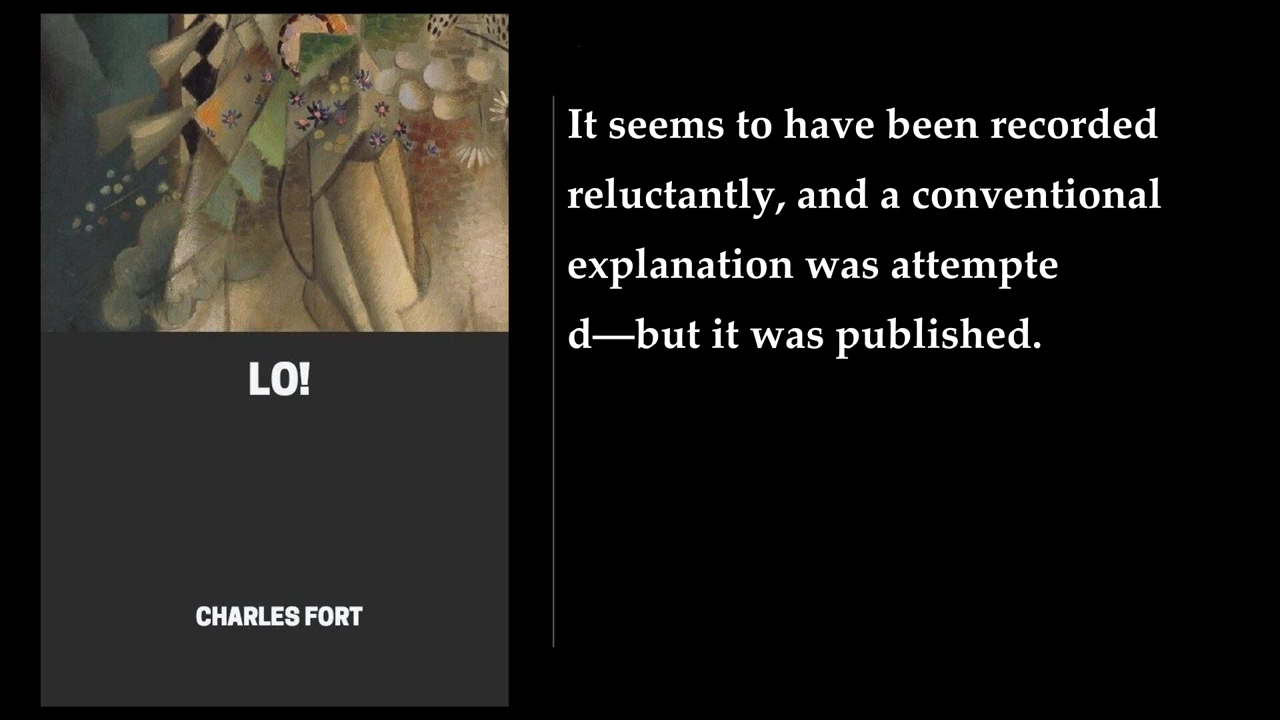 LO!
CHARLES FORT
It seems to have been recorded
reluctantly, and a conventional
explanation was attempte
d—but it was published.